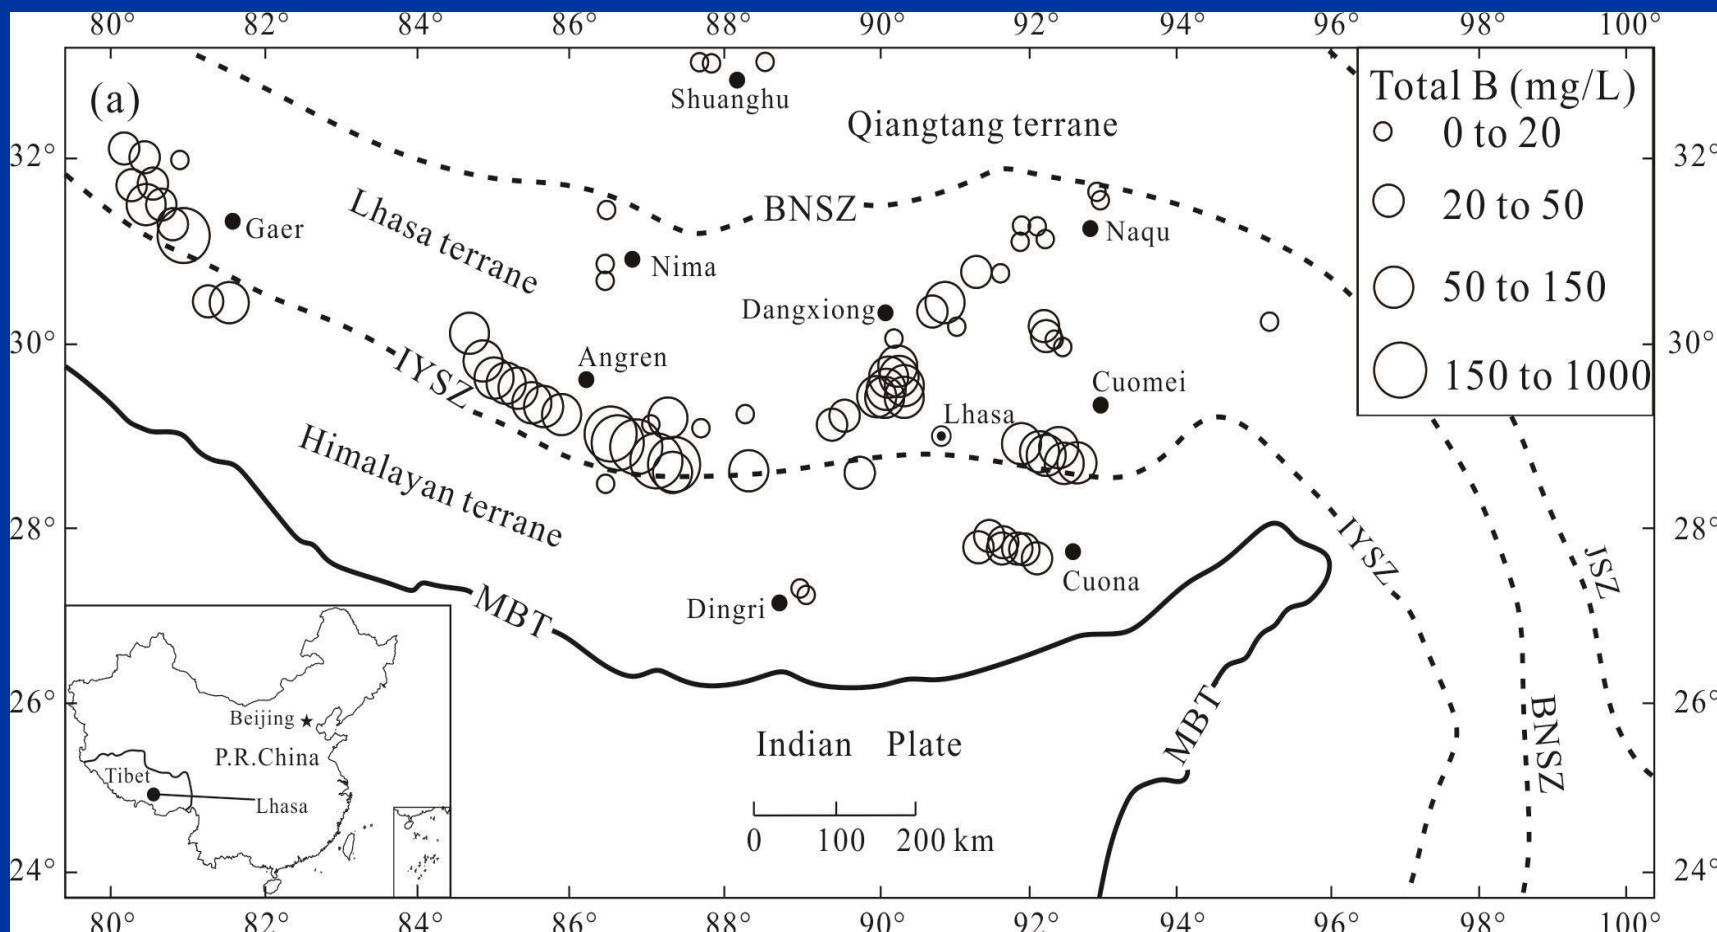 80° 82° 84° 86° 88° 90° 92° 94° 96° 98° 100°
(a)
Shuanghu
Qiangtang terrane
Total B (mg/L)
0 to 20
20 to 50
50 to 150
150 to 1000
32° 32°
Lhasa terrane
BNSZ
Gaer
Nima
Naqu
Dangxiong
30° 30°
IYSZ
Angren
Cuomei
Lhasa
Himalayan terrane
28° 28°
IYSZ
JSZ
Cuona
MBT
Dingri
26° 26°
MBT
BNSZ
Indian Plate
0 100 200 km
24° 24°
Beijing
P.R.China
Tibet
Lhasa
80° 82° 84° 86° 88° 90° 92° 94° 96° 98° 100°